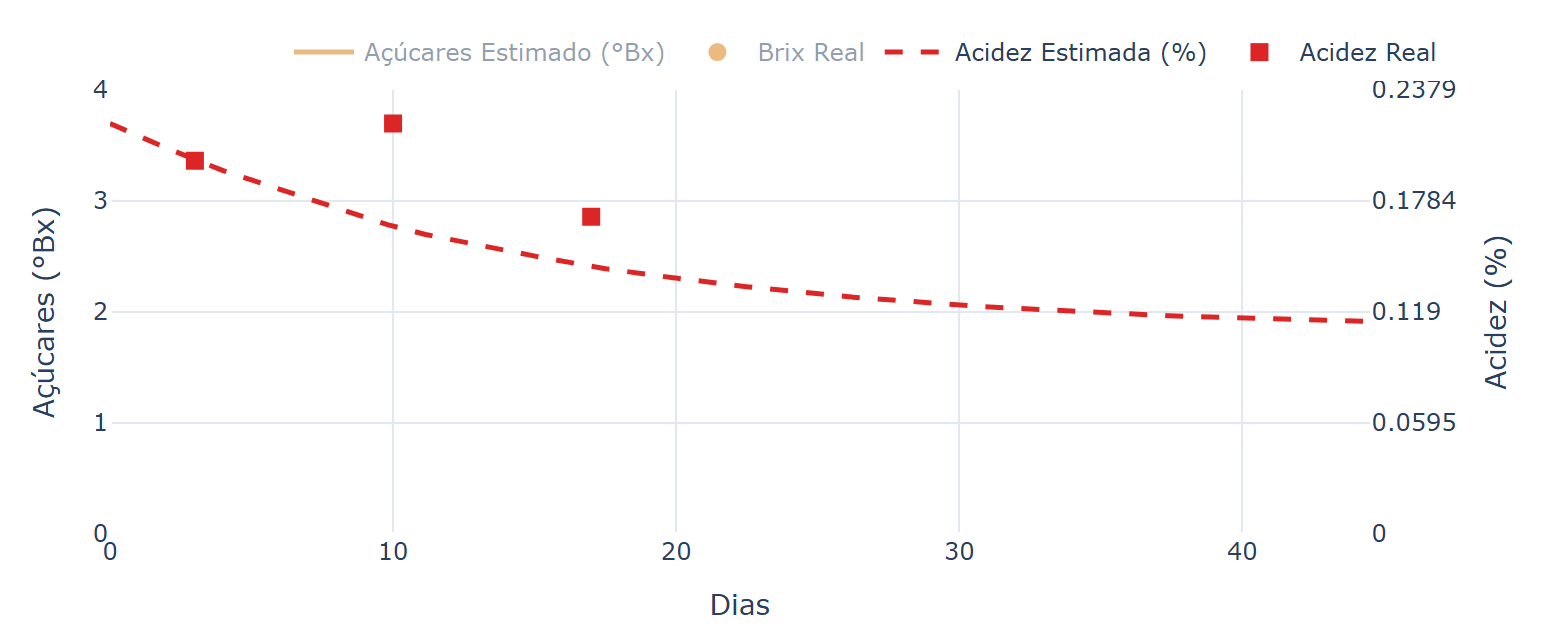 Açúcares Estimado (°Bx) Brix Real Acidez Estimada (%) Acidez Real
4 0.2379
3 0.1784
2 0.119
1 0.0595
0 0
0 10 20 30 40
Açúcares (°Bx)
Acidez (%)
Dias